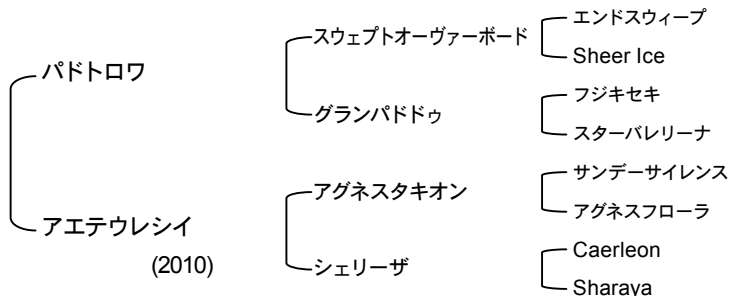 パドトロワ
アエテウレシイ
(2010)
スウェプトオーヴァーボード
グランパドドゥ
アグネスタキオン
シェリーザ
エンドスウィープ
Sheer Ice
フジキセキ
スターバレリーナ
サンデーサイレンス
アグネスフローラ
Caerleon
Sharaya